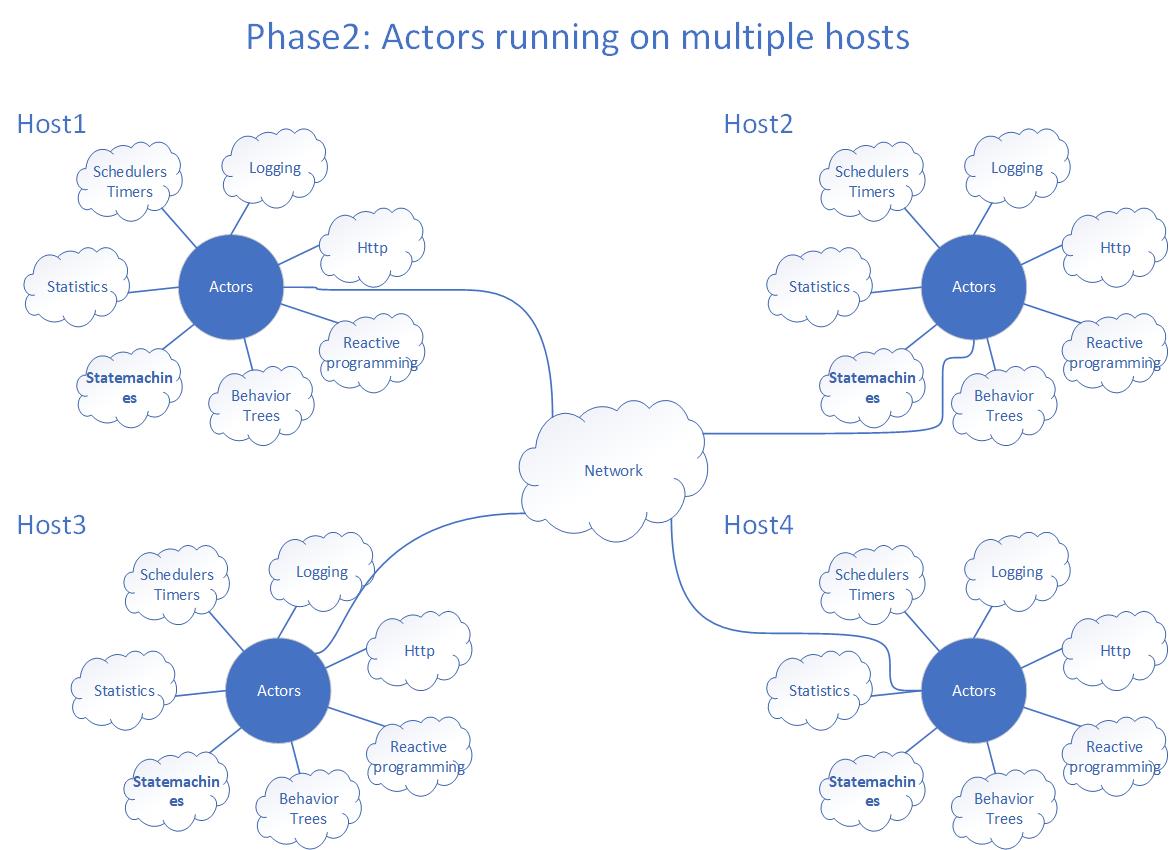 Phase2: Actors running on multiple hosts
Host1
Schedulers
Timers
Logging
Http
Statistics
Actors
Reactive
programming
Statemachin
es
Behavior
Trees
Host2
Schedulers
Timers
Logging
Http
Statistics
Actors
Reactive
programming
Statemachin
es
Behavior
Trees
Network
Host3
Schedulers
Timers
Logging
Http
Statistics
Actors
Reactive
programming
Statemachin
es
Behavior
Trees
Host4
Schedulers
Timers
Logging
Http
Statistics
Actors
Reactive
programming
Statemachin
es
Behavior
Trees